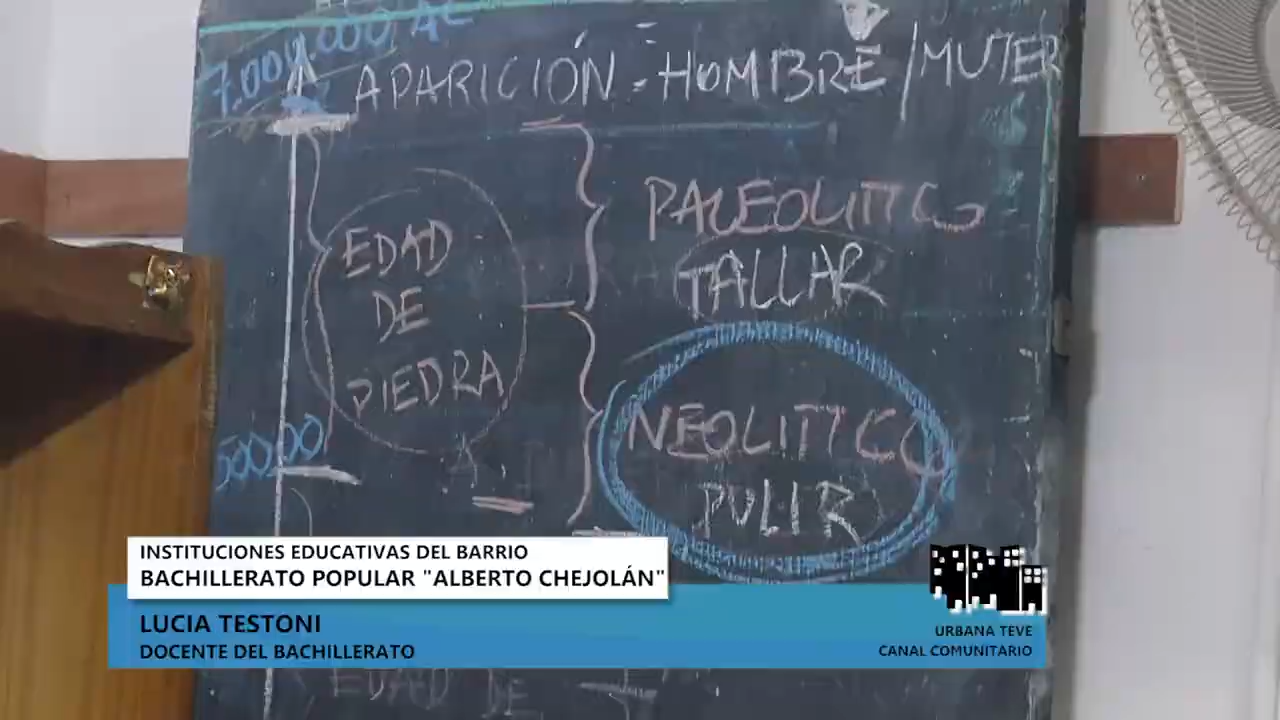 7.000.000 AC
APARICIÓN: HOMBRE/MUJER
EDAD
DE
PIEDRA
PALEOLITICO
TALLAR
NEOLITICO
PULIR
INSTITUCIONES EDUCATIVAS DEL BARRIO
BACHILLERATO POPULAR "ALBERTO CHEJOLÁN"
LUCIA TESTONI
DOCENTE DEL BACHILLERATO
URBANA TEVE
CANAL COMUNITARIO
EDAD DE